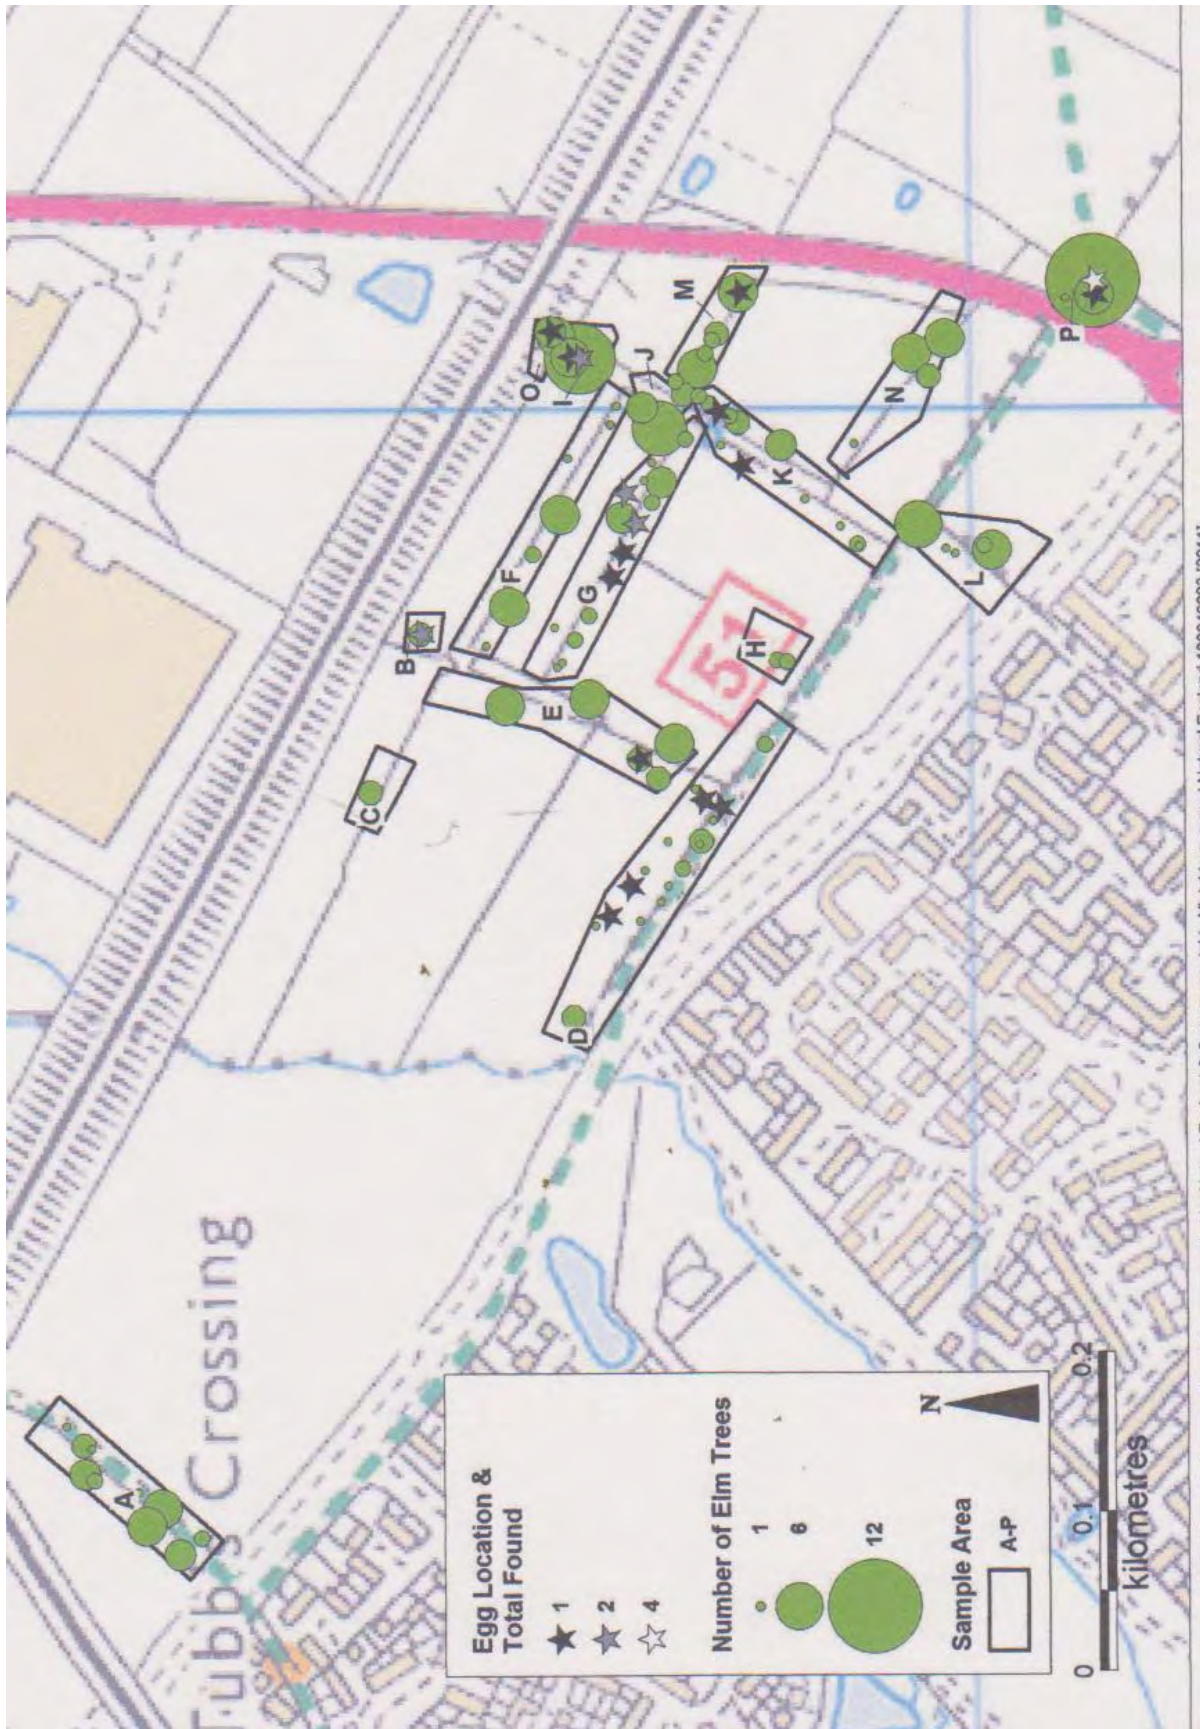 Tubbs Crossing
A
B
C
D
E
F
G
H
I
J
K
L
M
N
O
P
51
Egg Location &
Total Found
1
2
4
Number of Elm Trees
1
6
12
Sample Area
A-P
N
0
0.1
0.2
kilometres